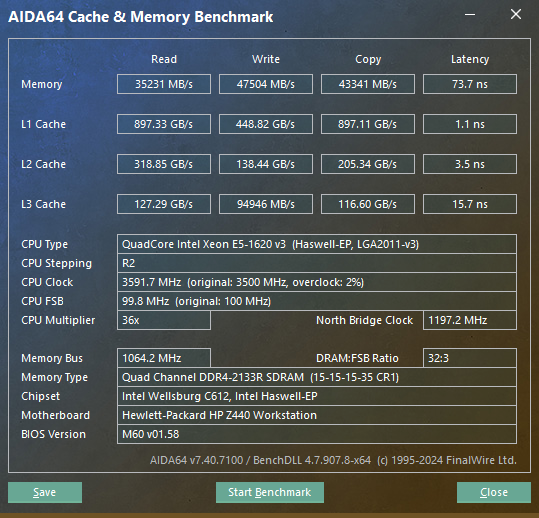 AIDA64 Cache & Memory Benchmark
Read Write Copy Latency
Memory 35231 MB/s 47504 MB/s 43341 MB/s 73.7 ns
L1 Cache 897.33 GB/s 448.82 GB/s 897.11 GB/s 1.1 ns
L2 Cache 318.85 GB/s 138.44 GB/s 205.34 GB/s 3.5 ns
L3 Cache 127.29 GB/s 94946 MB/s 116.60 GB/s 15.7 ns
CPU Type QuadCore Intel Xeon E5-1620 v3 (Haswell-EP, LGA2011-v3)
CPU Stepping R2
CPU Clock 3591.7 MHz (original: 3500 MHz, overclock: 2%)
CPU FSB 99.8 MHz (original: 100 MHz)
CPU Multiplier 36x North Bridge Clock 1197.2 MHz
Memory Bus 1064.2 MHz DRAM:FSB Ratio 32:3
Memory Type Quad Channel DDR4-2133R SDRAM (15-15-15-35 CR1)
Chipset Intel Wellsburg C612, Intel Haswell-EP
Motherboard Hewlett-Packard HP Z440 Workstation
BIOS Version M60 v01.58
AIDA64 v7.40.7100 / BenchDLL 4.7.907.8-x64 (c) 1995-2024 FinalWire Ltd.
Save Start Benchmark Close